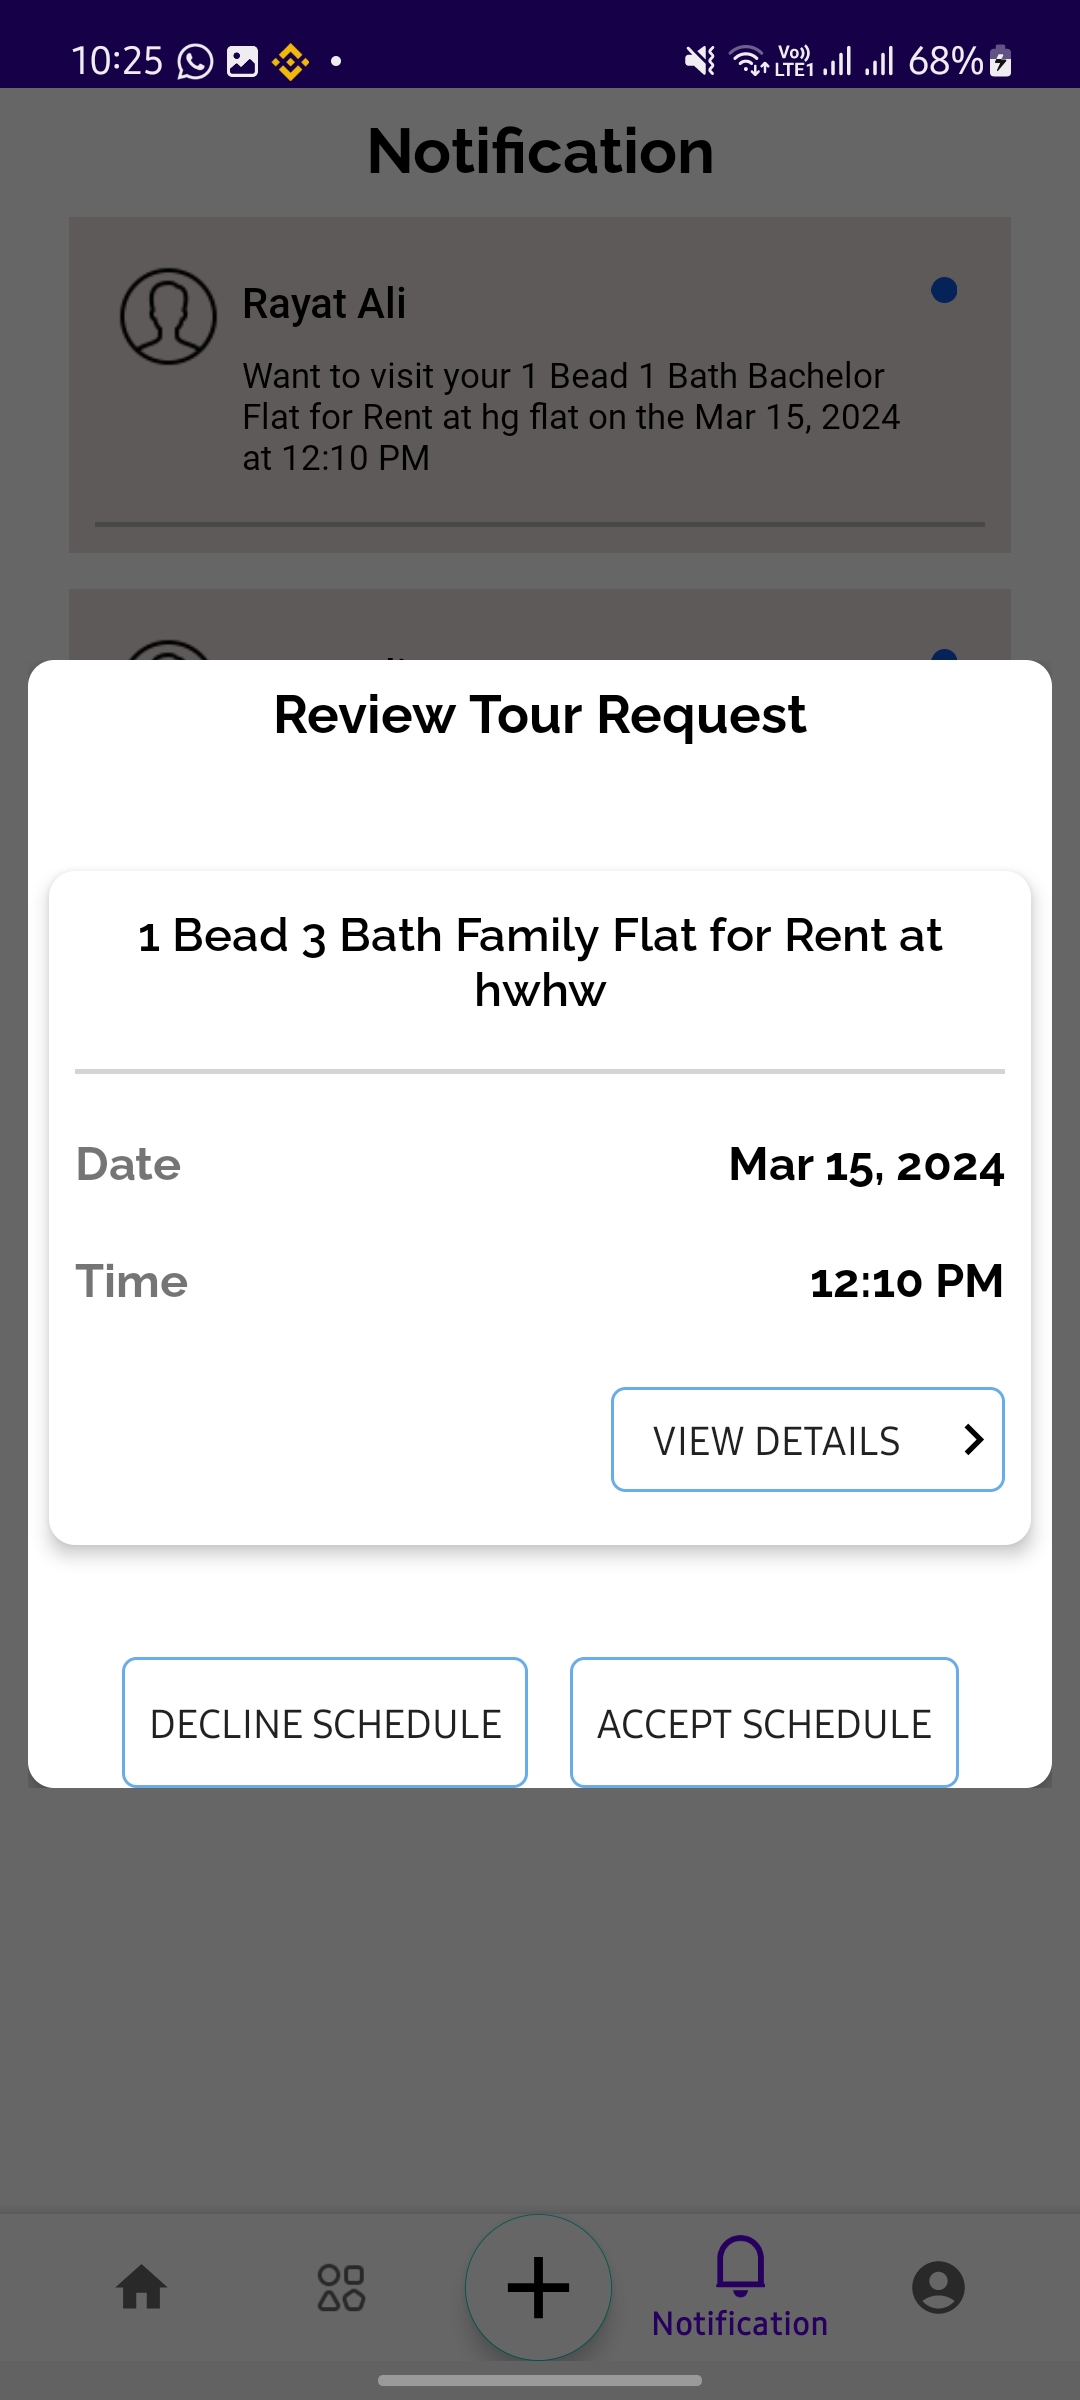 10:25
Vo))
LTE1
68%
Notification
Rayat Ali
Want to visit your 1 Bead 1 Bath Bachelor
Flat for Rent at hg flat on the Mar 15, 2024
at 12:10 PM
Review Tour Request
1 Bead 3 Bath Family Flat for Rent at
hwhw
Date
Mar 15, 2024
Time
12:10 PM
VIEW DETAILS
DECLINE SCHEDULE
ACCEPT SCHEDULE
Notification